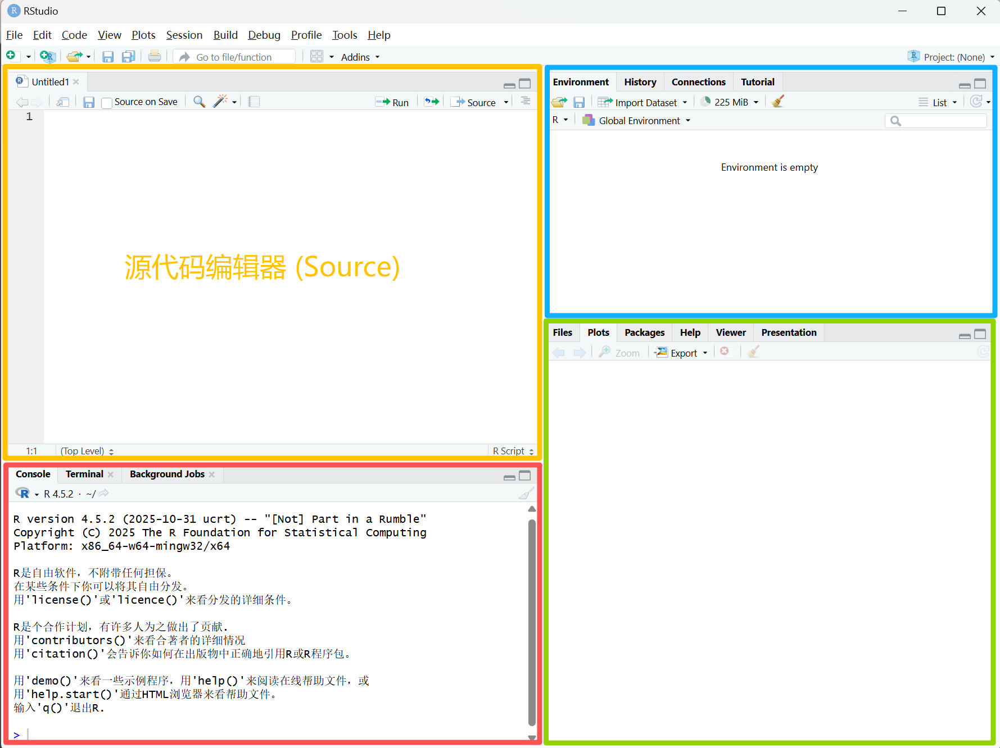 RStudio
File Edit Code View Plots Session Build Debug Profile Tools Help
Go to file/function Addins Project: (None)
Untitled1
Source on Save Run Source
1
源代码编辑器 (Source)
1:1 (Top Level) R Script
Environment History Connections Tutorial
Import Dataset 225 MiB List
R Global Environment
Environment is empty
Console Terminal Background Jobs
R 4.5.2 · ~/
R version 4.5.2 (2025-10-31 ucrt) -- "[Not] Part in a Rumble"
Copyright (C) 2025 The R Foundation for Statistical Computing
Platform: x86_64-w64-mingw32/x64
R是自由软件，不附带任何担保。
在某些条件下你可以将其自由分发。
用'license()'或'licence()'来看分发的详细条件。
R是个合作计划，有许多人为之做出了贡献.
用'contributors()'来看合著者的详细情况
用'citation()'会告诉你如何在出版物中正确地引用R或R程序包。
用'demo()'来看一些示例程序，用'help()'来阅读在线帮助文件，或
用'help.start()'通过HTML浏览器来看帮助文件。
输入'q()'退出R.
>
Files Plots Packages Help Viewer Presentation
Zoom Export